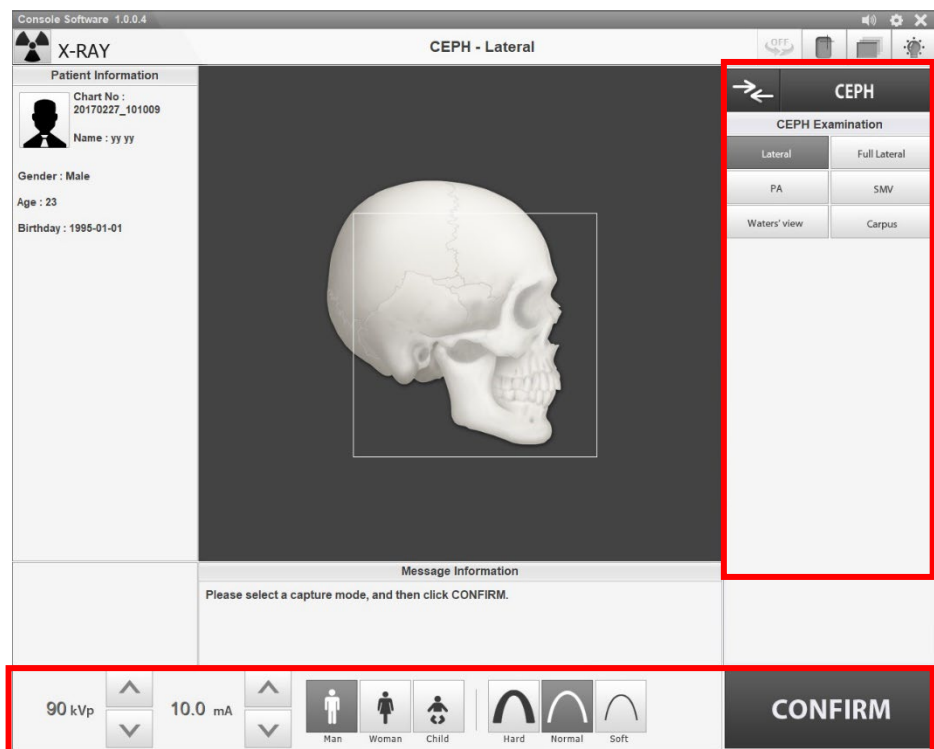 Console Software 1.0.0.4
X-RAY
CEPH - Lateral
OFF
Patient Information
Chart No :
20170227_101009
Name : yy yy
Gender : Male
Age : 23
Birthday : 1995-01-01
CEPH
CEPH Examination
Lateral
Full Lateral
PA
SMV
Waters' view
Carpus
Message Information
Please select a capture mode, and then click CONFIRM.
90 kVp
10.0 mA
Man
Woman
Child
Hard
Normal
Soft
CONFIRM